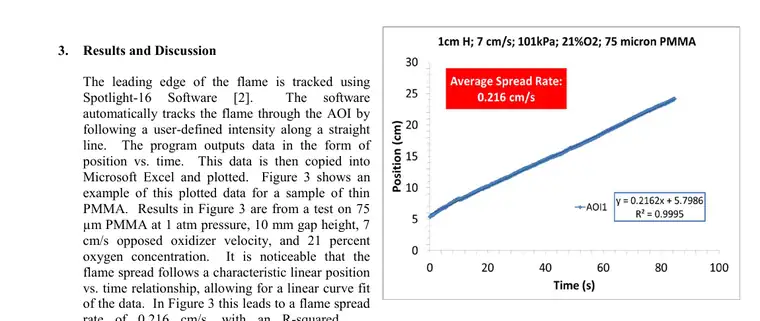 3. Results and Discussion
The leading edge of the flame is tracked using
Spotlight-16 Software [2]. The software
automatically tracks the flame through the AOI by
following a user-defined intensity along a straight
line. The program outputs data in the form of
position vs. time. This data is then copied into
Microsoft Excel and plotted. Figure 3 shows an
example of this plotted data for a sample of thin
PMMA. Results in Figure 3 are from a test on 75
µm PMMA at 1 atm pressure, 10 mm gap height, 7
cm/s opposed oxidizer velocity, and 21 percent
oxygen concentration. It is noticeable that the
flame spread follows a characteristic linear position
vs. time relationship, allowing for a linear curve fit
of the data. In Figure 3 this leads to a flame spread
rate of 0.216 cm/s, with an R-squared
1cm H; 7 cm/s; 101kPa; 21%O2; 75 micron PMMA
Average Spread Rate:
0.216 cm/s
Position (cm)
30
25
20
15
10
5
0
AOI1
y = 0.2162x + 5.7986
R² = 0.9995
0 20 40 60 80 100
Time (s)